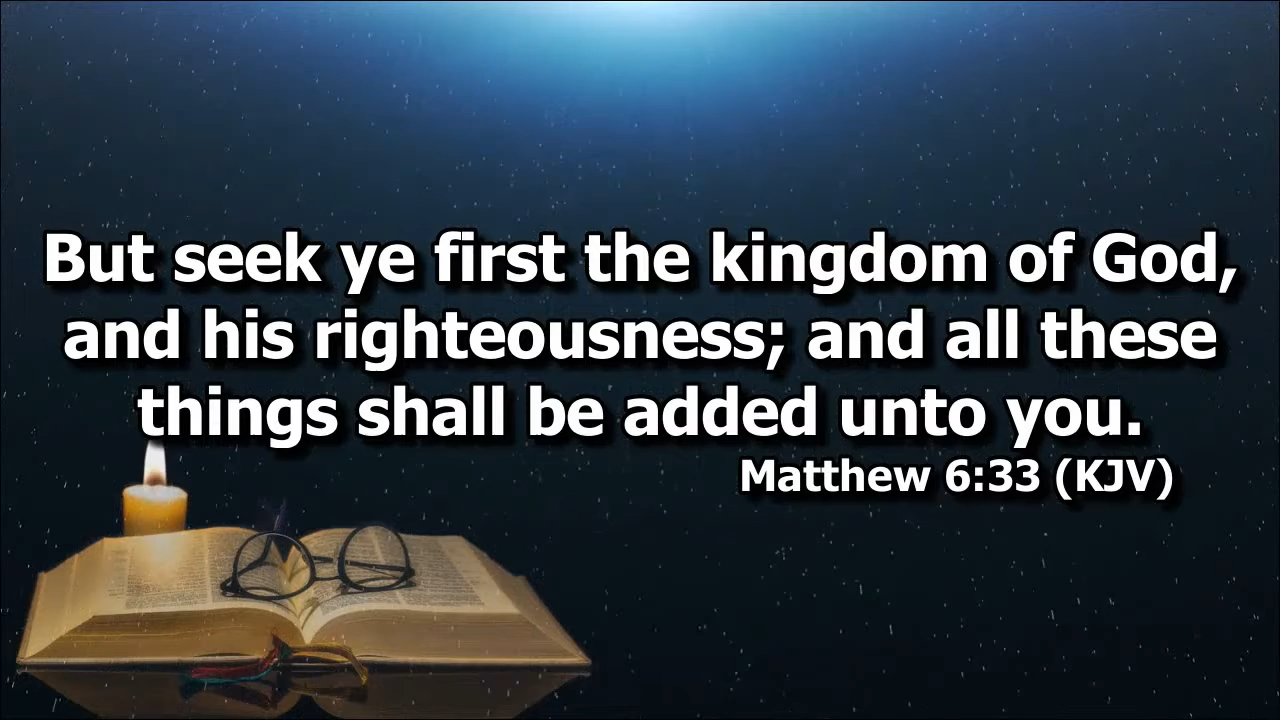 But seek ye first the kingdom of God,
and his righteousness; and all these
things shall be added unto you.
Matthew 6:33 (KJV)